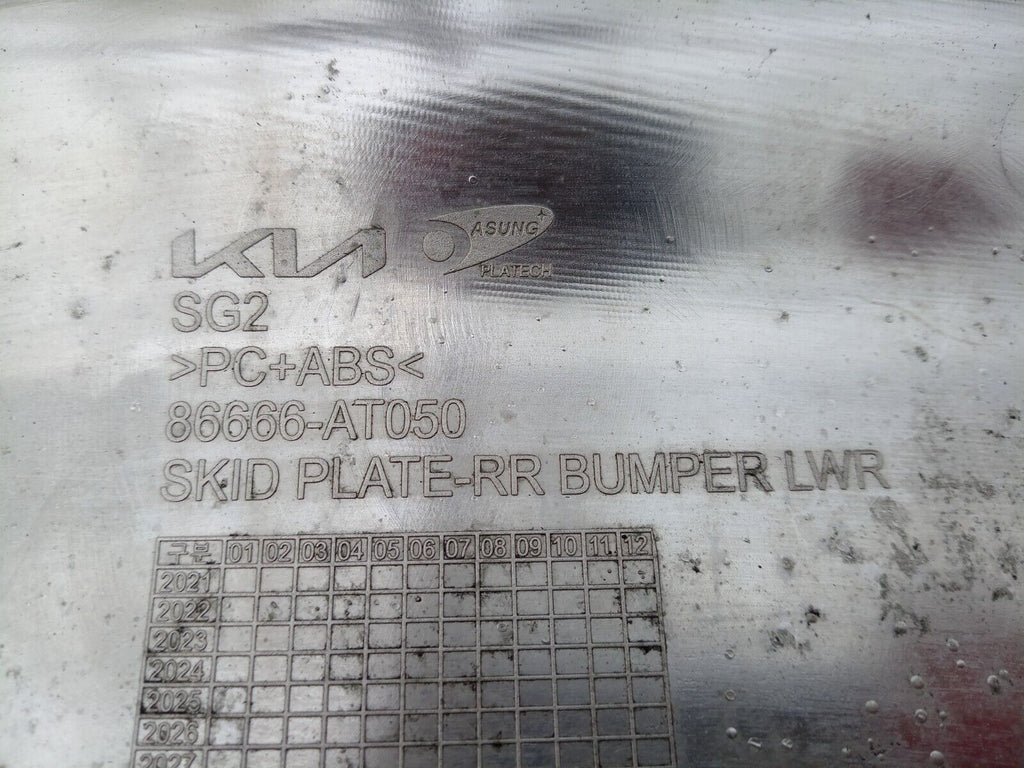 KIA ASUNG
PLATECH
SG2
>PC+ABS<
86666-AT050
SKID PLATE-RR BUMPER LWR
구분 01 02 03 04 05 06 07 08 09 10 11 12
2021
2022
2023
2024
2025
2026
2027